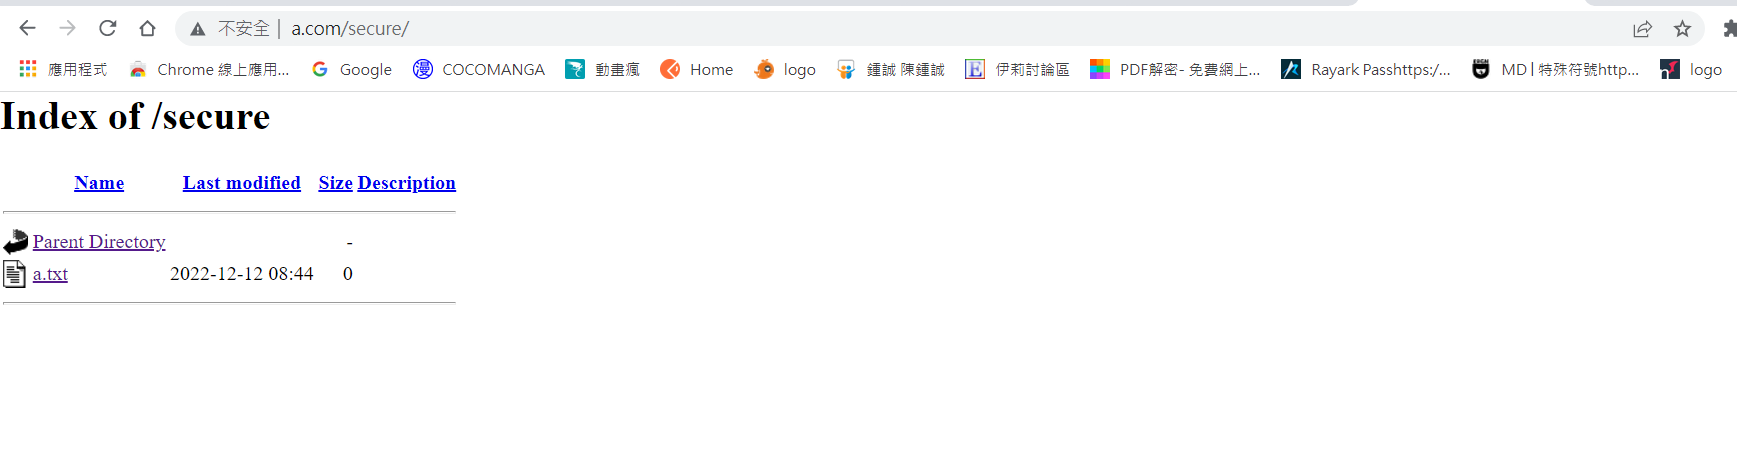 不安全 | a.com/secure/
應用程式 Chrome 線上應用... Google COCOMANGA 動畫瘋 Home logo 鍾誠 陳鍾誠 伊莉討論區 PDF解密- 免費網上... Rayark Passhttps:/... MD | 特殊符號http... logo
Index of /secure
Name Last modified Size Description
Parent Directory -
a.txt 2022-12-12 08:44 0